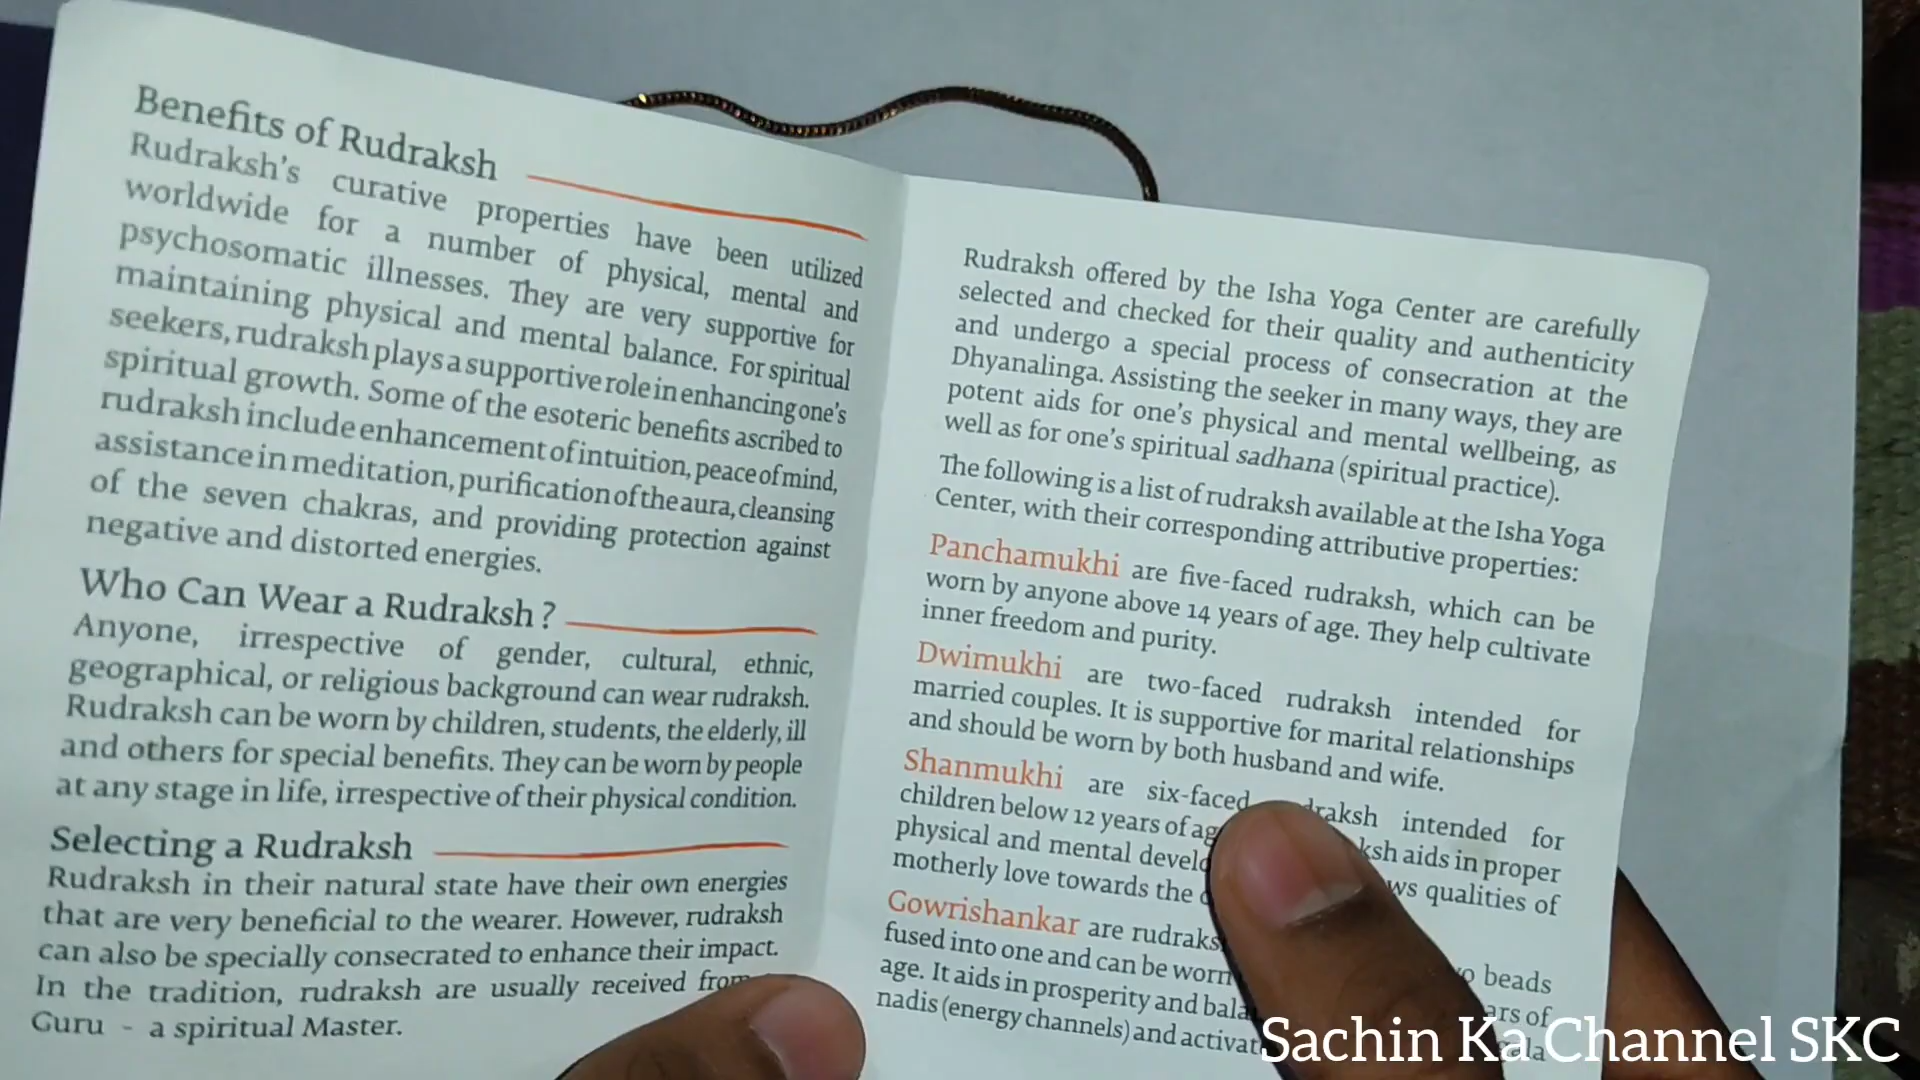 Benefits of Rudraksh
Rudraksh's curative properties have been utilized
worldwide for a number of physical, mental and
psychosomatic illnesses. They are very supportive for
maintaining physical and mental balance. For spiritual
seekers, rudraksh plays a supportive role in enhancing one's
spiritual growth. Some of the esoteric benefits ascribed to
rudraksh include enhancement of intuition, peace of mind,
assistance in meditation, purification of the aura, cleansing
of the seven chakras, and providing protection against
negative and distorted energies.
Who Can Wear a Rudraksh ?
Anyone, irrespective of gender, cultural, ethnic,
geographical, or religious background can wear rudraksh.
Rudraksh can be worn by children, students, the elderly, ill
and others for special benefits. They can be worn by people
at any stage in life, irrespective of their physical condition.
Selecting a Rudraksh
Rudraksh in their natural state have their own energies
that are very beneficial to the wearer. However, rudraksh
can also be specially consecrated to enhance their impact.
In the tradition, rudraksh are usually received from
Guru - a spiritual Master.
Rudraksh offered by the Isha Yoga Center are carefully
selected and checked for their quality and authenticity
and undergo a special process of consecration at the
Dhyanalinga. Assisting the seeker in many ways, they are
potent aids for one's physical and mental wellbeing, as
well as for one's spiritual sadhana (spiritual practice).
The following is a list of rudraksh available at the Isha Yoga
Center, with their corresponding attributive properties:
Panchamukhi are five-faced rudraksh, which can be
worn by anyone above 14 years of age. They help cultivate
inner freedom and purity.
Dwimukhi are two-faced rudraksh intended for
married couples. It is supportive for marital relationships
and should be worn by both husband and wife.
Shanmukhi are six-faced rudraksh intended for
children below 12 years of aids in proper
physical and mental qualities of
motherly love towards the
Gowrishankar are beads
fused into one and can be worn of
age. It aids in prosperity and
nadis (energy channels) and
Sachin Ka Channel SKC